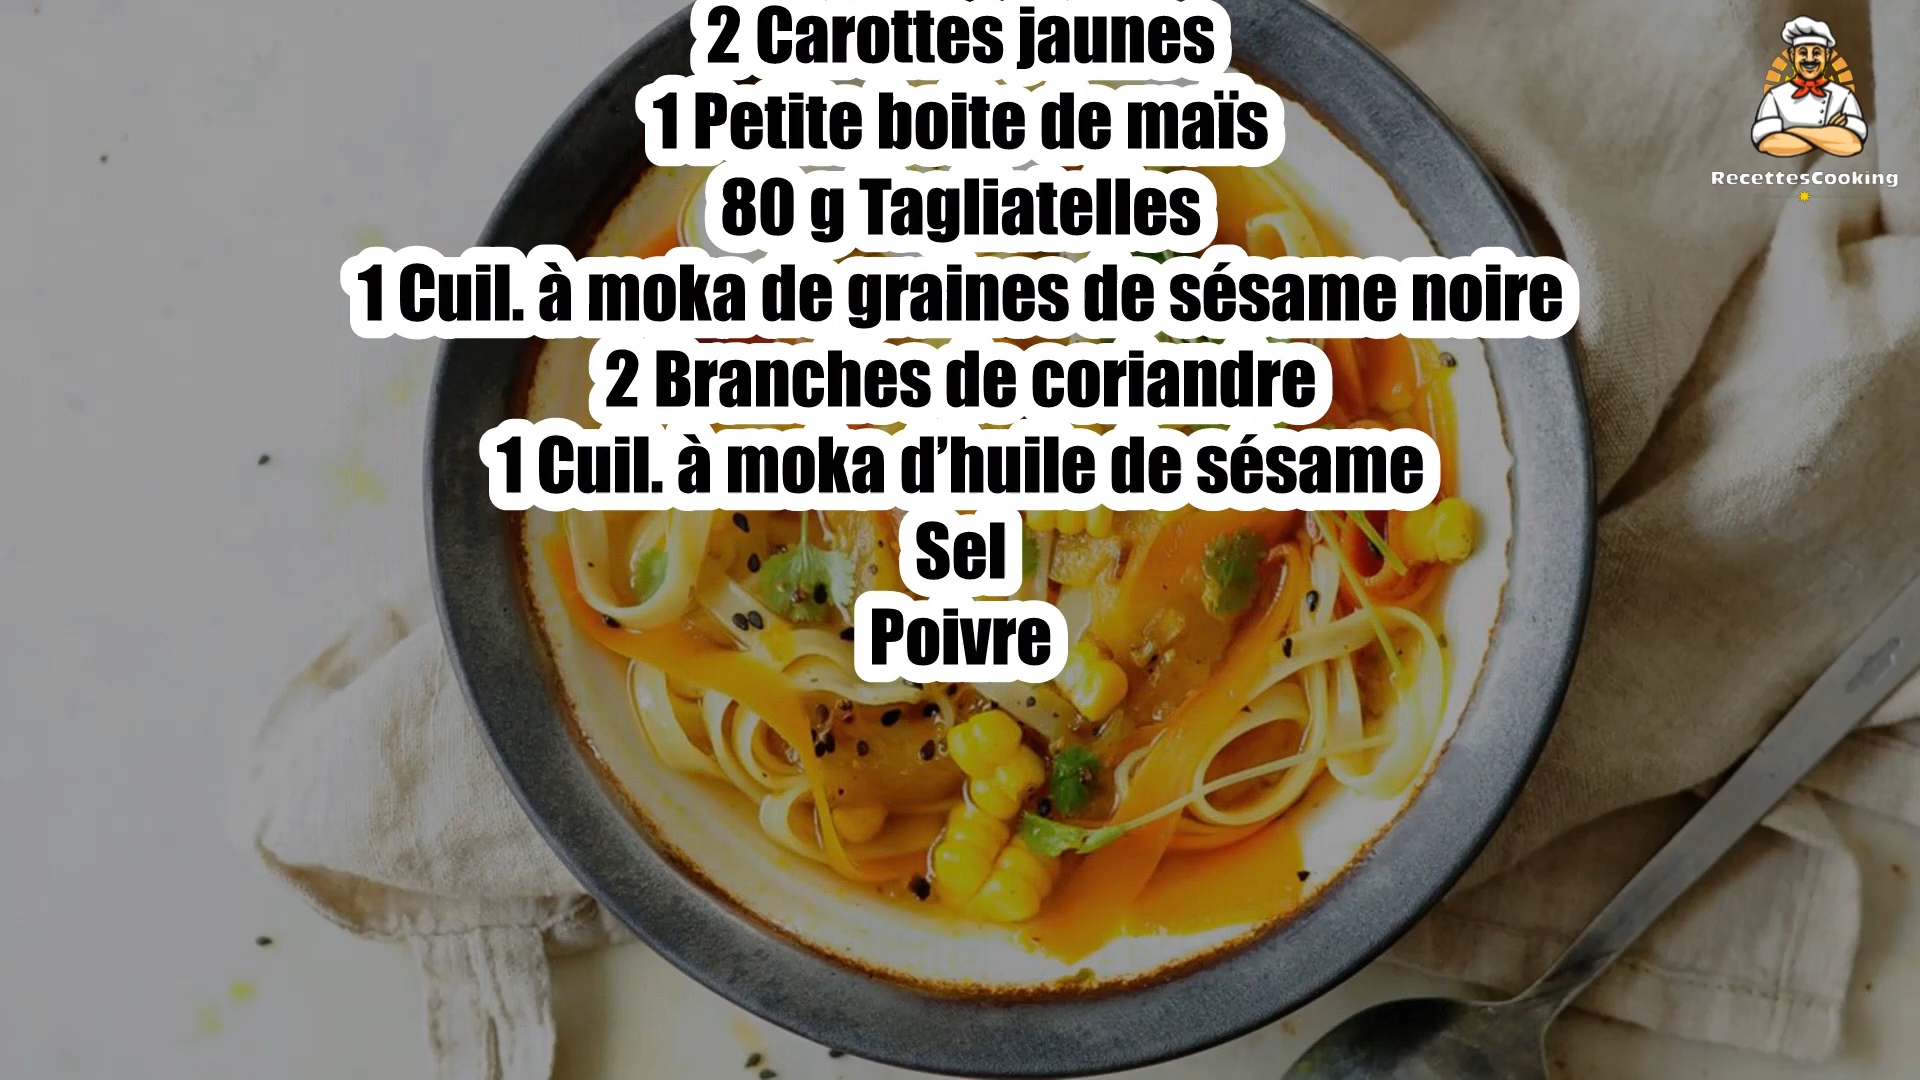 2 Carottes jaunes
1 Petite boite de maïs
80 g Tagliatelles
1 Cuil. à moka de graines de sésame noire
2 Branches de coriandre
1 Cuil. à moka d’huile de sésame
Sel
Poivre
RecettesCooking